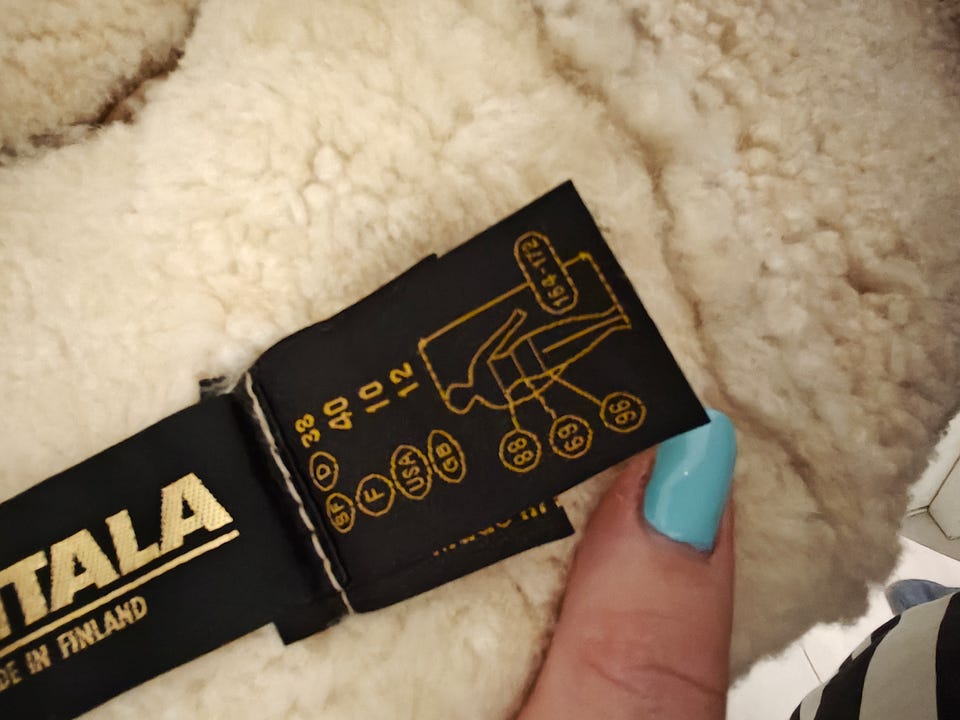 TALA
DE IN FINLAND
SF D 38
F 40
USA 10
GB 12
164-172
88
69
96